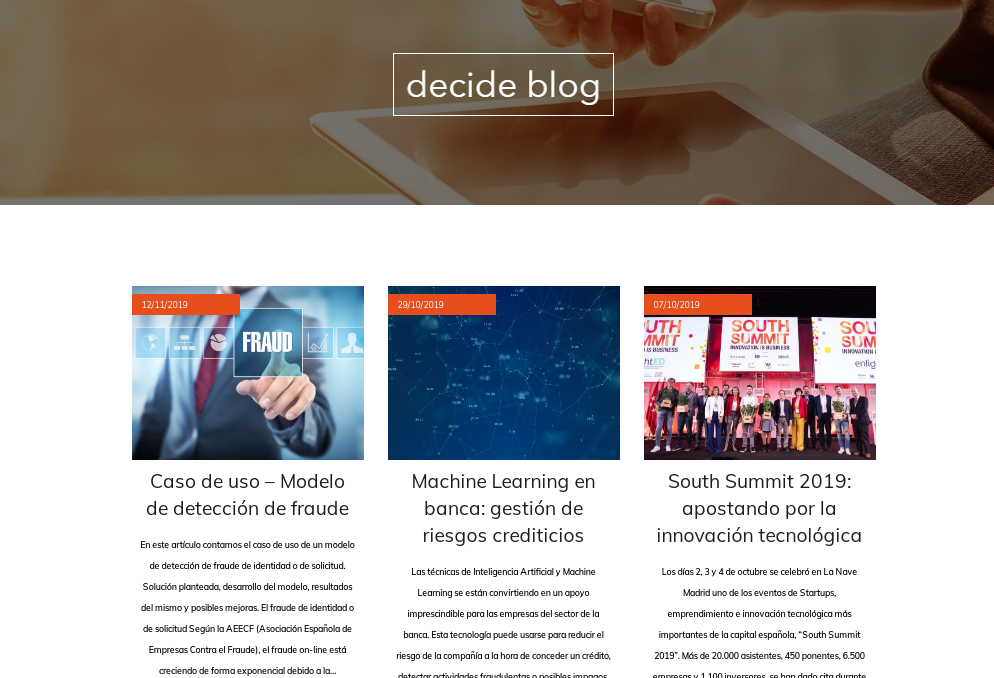 decide blog
12/11/2019
FRAUD
Caso de uso – Modelo
de detección de fraude
En este artículo contamos el caso de uso de un modelo
de detección de fraude de identidad o de solicitud.
Solución planteada, desarrollo del modelo, resultados
del mismo y posibles mejoras. El fraude de identidad o
de solicitud Según la AEECF (Asociación Española de
Empresas Contra el Fraude), el fraude on-line está
creciendo de forma exponencial debido a la...
29/10/2019
Machine Learning en
banca: gestión de
riesgos crediticios
Las técnicas de Inteligencia Artificial y Machine
Learning se están convirtiendo en un apoyo
imprescindible para las empresas del sector de la
banca. Esta tecnología puede usarse para reducir el
riesgo de la compañía a la hora de conceder un crédito,
detectar actividades fraudulentas o posibles impagos
07/10/2019
SOUTH
SUMMIT
INNOVATION IS BUSINESS
UTH
MMIT
IS BUSINESS
SOU
SUM
INNOVATION
enlig
South Summit 2019:
apostando por la
innovación tecnológica
Los días 2, 3 y 4 de octubre se celebró en La Nave
Madrid uno de los eventos de Startups,
emprendimiento e innovación tecnológica más
importantes de la capital española, “South Summit
2019”. Más de 20.000 asistentes, 450 ponentes, 6.500
empresas y 1.100 inversores, se han dado cita durante